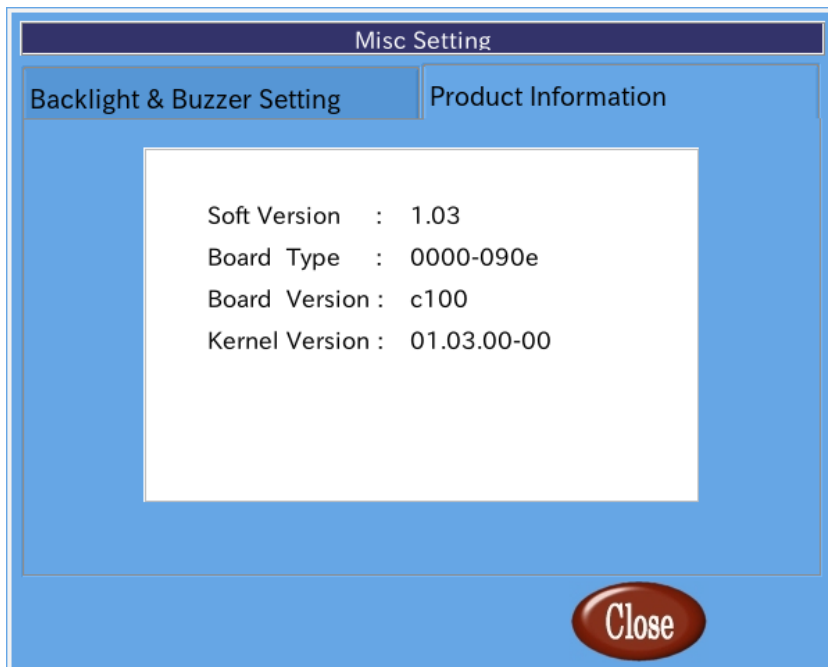 Misc Setting
Backlight & Buzzer Setting
Product Information
Soft Version : 1.03
Board Type : 0000-090e
Board Version : c100
Kernel Version : 01.03.00-00
Close